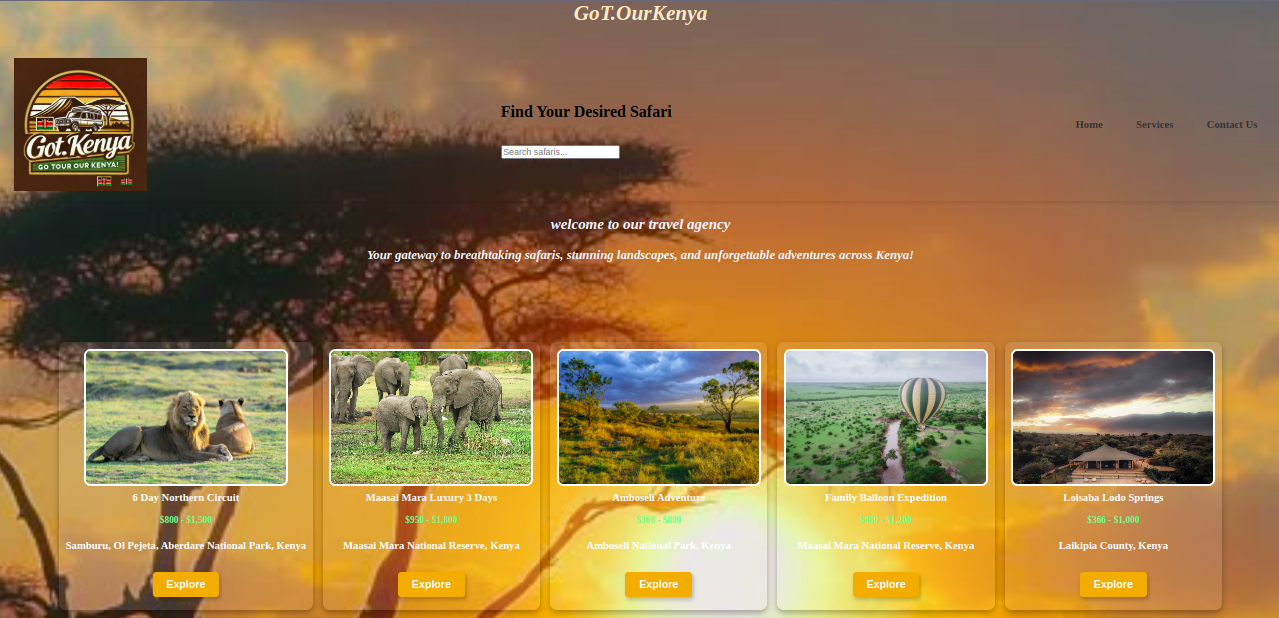 GoT.OurKenya
Got.Kenya
GO TOUR OUR KENYA!
Find Your Desired Safari
Search safaris...
Home Services Contact Us
welcome to our travel agency
Your gateway to breathtaking safaris, stunning landscapes, and unforgettable adventures across Kenya!
6 Day Northern Circuit
$800 - $1,500
Samburu, Ol Pejeta, Aberdare National Park, Kenya
Explore
Maasai Mara Luxury 3 Days
$950 - $1,800
Maasai Mara National Reserve, Kenya
Explore
Amboseli Adventure
$360 - $800
Amboseli National Park, Kenya
Explore
Family Balloon Expedition
Maasai Mara National Reserve, Kenya
Explore
Loisaba Lodo Springs
$366 - $1,000
Laikipia County, Kenya
Explore